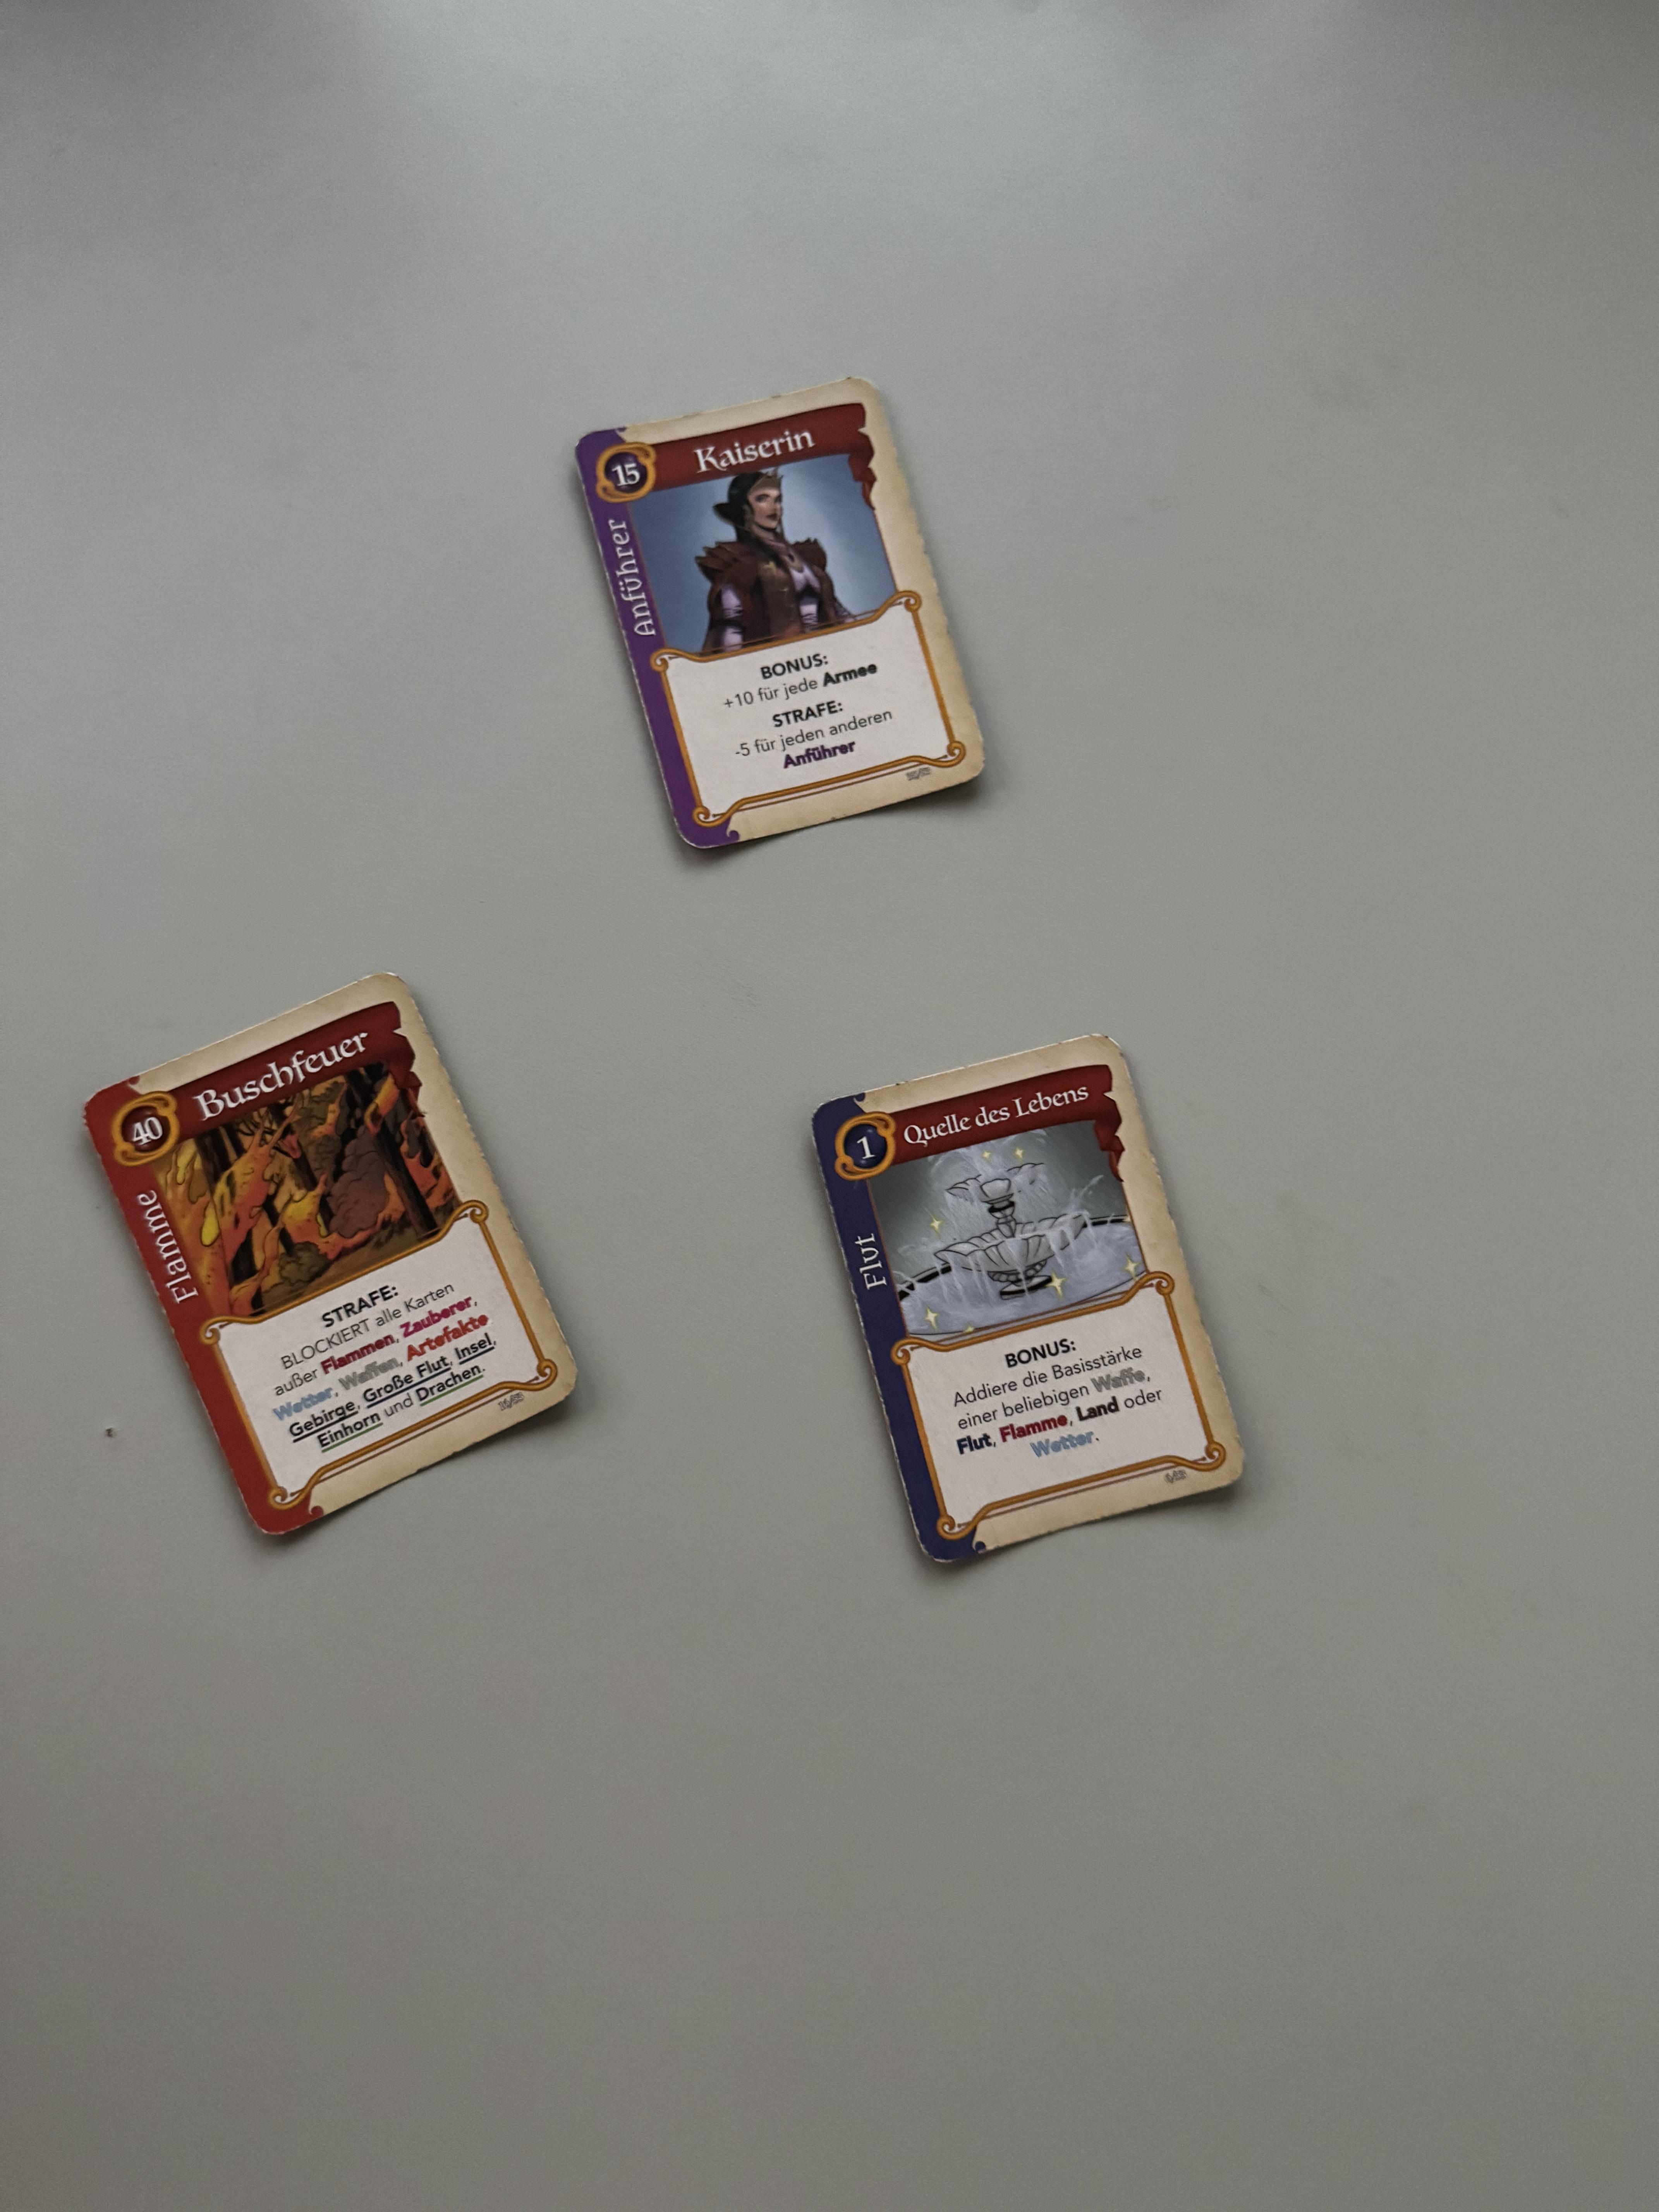 Kaiserin
15
Anführer
BONUS:
+10 für jede Armee
STRAFE:
-5 für jeden anderen
Anführer
Buschfeuer
40
Flamme
STRAFE:
BLOCKIERT alle Karten
außer Flammen, Zauberer,
Wetter, Waffen, Artefakte
Gebirge, Große Flut, Insel,
Einhorn und Drachen.
Quelle des Lebens
1
Flut
BONUS:
Addiere die Basisstärke
einer beliebigen Waffe,
Flut, Flamme, Land oder
Wetter.